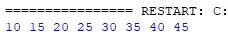 ================ RESTART: C:
10 15 20 25 30 35 40 45